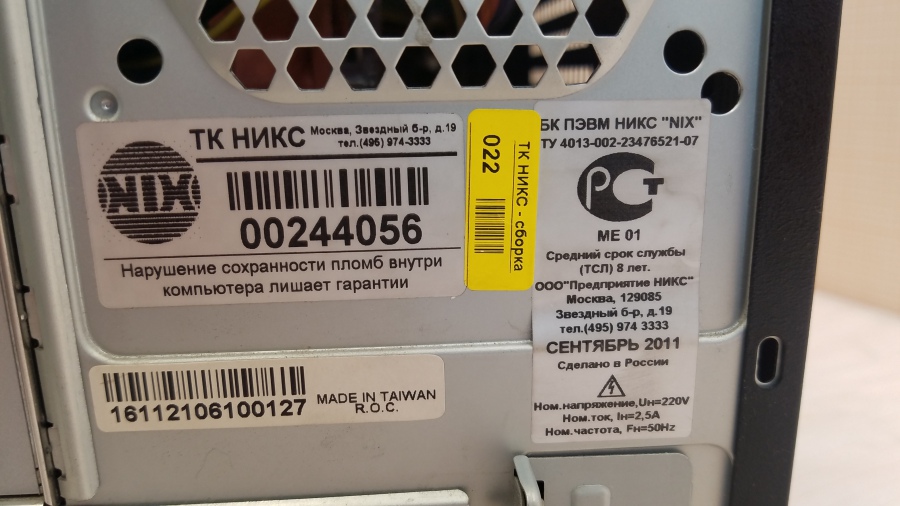 ТК НИКС
Москва, Звездный б-р, д.19
тел.(495) 974-3333
NIX
00244056
Нарушение сохранности пломб внутри
компьютера лишает гарантии
ТК НИКС - сборка
022
БК ПЭВМ НИКС "NIX"
ТУ 4013-002-23476521-07
РСТ
МЕ 01
Средний срок службы
(ТСЛ) 8 лет.
ООО"Предприятие НИКС"
Москва, 129085
Звездный б-р, д.19
тел.(495) 974 3333
СЕНТЯБРЬ 2011
Сделано в России
Ном.напряжение,Uн=220V
Ном.ток, Iн=2,5A
Ном.частота, Fн=50Hz
16112106100127
MADE IN TAIWAN
R.O.C.